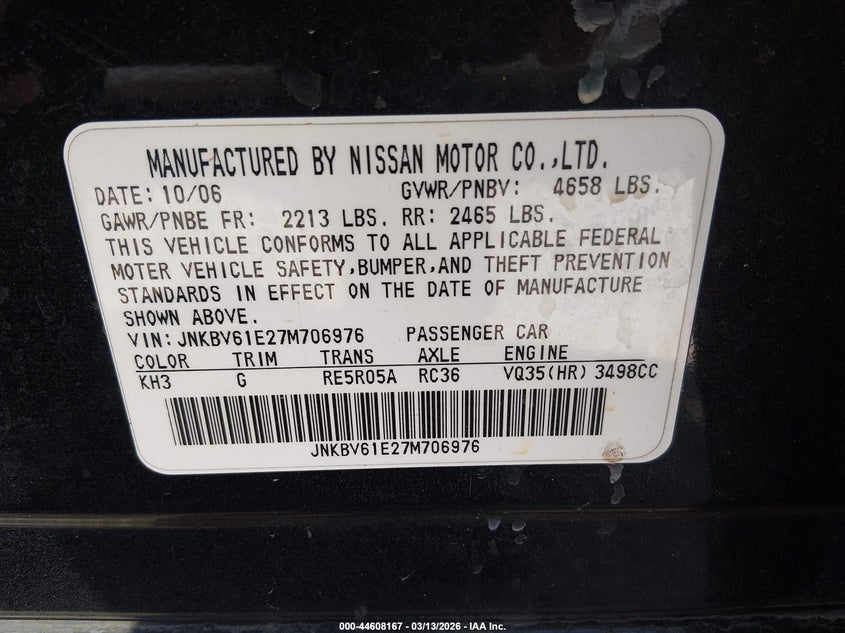 MANUFACTURED BY NISSAN MOTOR CO.,LTD.
DATE: 10/06 GVWR/PNBV: 4658 LBS.
GAWR/PNBE FR: 2213 LBS. RR: 2465 LBS.
THIS VEHICLE CONFORMS TO ALL APPLICABLE FEDERAL
MOTER VEHICLE SAFETY,BUMPER,AND THEFT PREVENTION
STANDARDS IN EFFECT ON THE DATE OF MANUFACTURE
SHOWN ABOVE.
VIN: JNKBV61E27M706976 PASSENGER CAR
COLOR TRIM TRANS AXLE ENGINE
KH3 G RE5R05A RC36 VQ35(HR) 3498CC
JNKBV61E27M706976
000-44608167 - 03/13/2026 - IAA Inc.